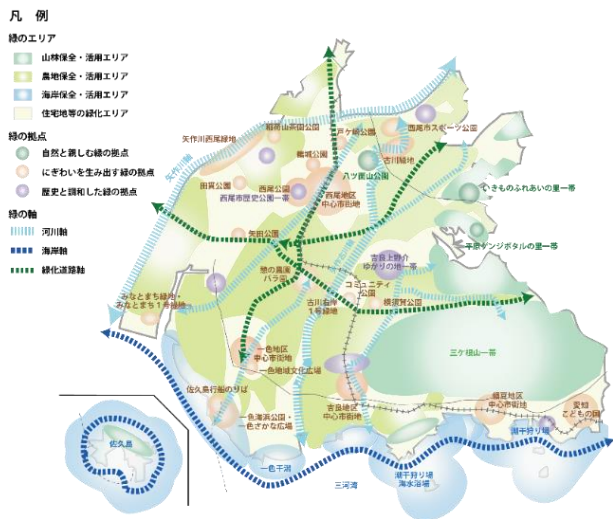 凡 例
緑のエリア
山林保全・活用エリア
農地保全・活用エリア
海岸保全・活用エリア
住宅地等の緑化エリア
緑の拠点
自然と親しむ緑の拠点
にぎわいを生み出す緑の拠点
歴史と調和した緑の拠点
緑の軸
河川軸
海岸軸
緑化道路軸
稲荷山茶園公園
戸ケ崎公園
西尾市スポーツ公園
矢作川西尾緑地
古川緑地
矢作川軸
鶴城公園
八ツ面山公園
西尾公園
西尾市歴史公園一帯
西尾地区
中心市街地
いきものふれあいの里一帯
平原ゲンジボタルの里一帯
矢田公園
吉良上野介
ゆかりの地一帯
憩の農園
バラ園
コミュニティ
公園
みなとまち緑地・
みなとまち1号緑地
古川右岸
1号緑地
横須賀公園
三ケ根山一帯
一色地区
中心市街地
一色地域文化広場
佐久島行船のりば
吉良地区
中心市街地
幡豆地区
中心市街地
愛知
こどもの国
一色海浜公園・
一色さかな広場
潮干狩り場
佐久島
一色干潟
三河湾
潮干狩り場
海水浴場